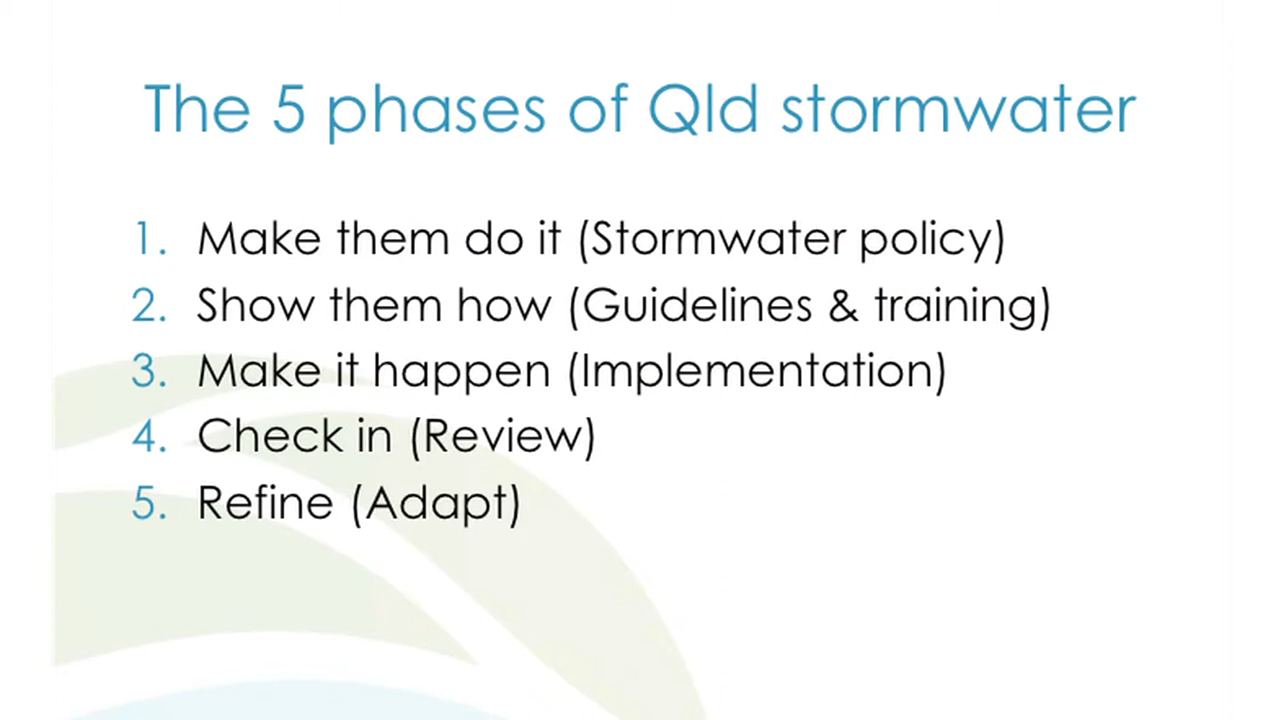 The 5 phases of Qld stormwater
1. Make them do it (Stormwater policy)
2. Show them how (Guidelines & training)
3. Make it happen (Implementation)
4. Check in (Review)
5. Refine (Adapt)